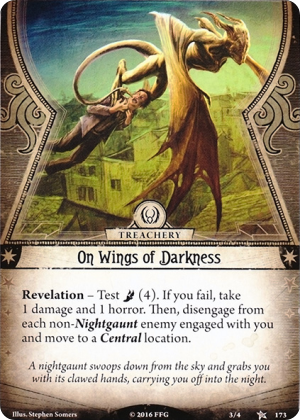 TREACHERY
On Wings of Darkness
Revelation – Test (4). If you fail, take
1 damage and 1 horror. Then, disengage from
each non-Nightgaunt enemy engaged with you
and move to a Central location.
A nightgaunt swoops down from the sky and grabs you
with its clawed hands, carrying you off into the night.
Illus. Stephen Somers © 2016 FFG 3/4 173